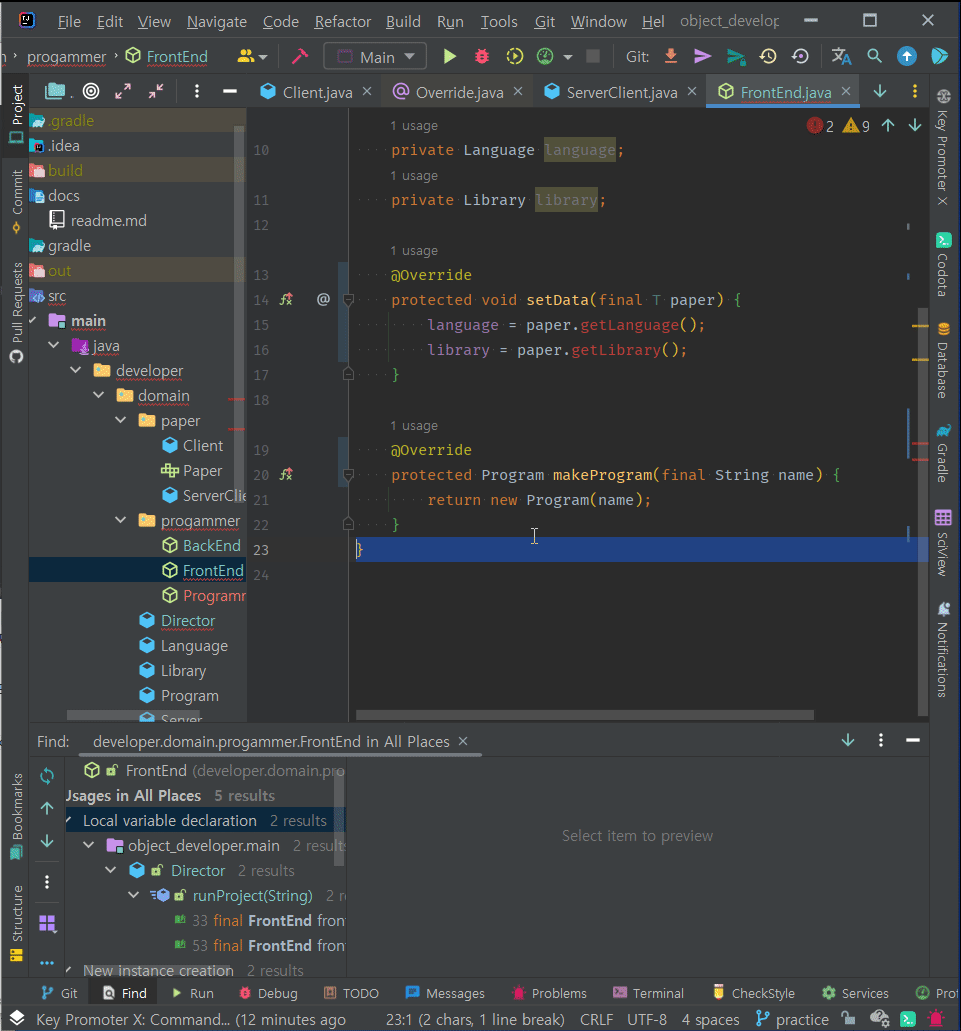 File Edit View Navigate Code Refactor Build Run Tools Git Window Hel object_develop
progammer FrontEnd Main Git:
Project
Client.java Override.java ServerClient.java FrontEnd.java
.gradle
.idea
build
docs
readme.md
gradle
out
src
main
java
developer
domain
paper
Client
Paper
ServerClie
progammer
BackEnd
FrontEnd
Programm
Director
Language
Library
Program
Server
Commit
Pull Requests
2 9
1 usage
10 private Language language;
1 usage
11 private Library library;
12
1 usage
13 @Override
14 @ protected void setData(final T paper) {
15 language = paper.getLanguage();
16 library = paper.getLibrary();
17 }
18
1 usage
19 @Override
20 protected Program makeProgram(final String name) {
21 return new Program(name);
22 }
23 }
24
Key Promoter X
Codota
Database
Gradle
SciView
Notifications
Find: developer.domain.progammer.FrontEnd in All Places
FrontEnd (developer.domain.pro
Usages in All Places 5 results
Local variable declaration 2 results
object_developer.main 2 results
Director 2 results
runProject(String) 2 r
33 final FrontEnd front
53 final FrontEnd front
New instance creation 2 results
Select item to preview
Bookmarks
Structure
Git Find Run Debug TODO Messages Problems Terminal CheckStyle Services Prof
Key Promoter X: Command... (12 minutes ago 23:1 (2 chars, 1 line break) CRLF UTF-8 4 spaces practice